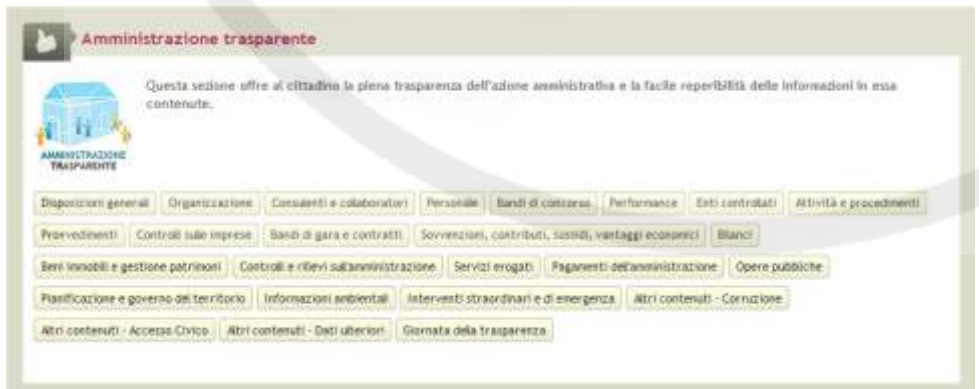 Amministrazione trasparente
Questa sezione offre al cittadino la piena trasparenza dell'azione amministrativa e la facile reperibilità delle informazioni in essa
contenute.
AMMINISTRAZIONE
TRASPARENTE
Disposizioni generali Organizzazione Consulenti e collaboratori Personale Bandi di concorso Performance Enti controllati Attività e procedimenti
Provvedimenti Controlli sulle imprese Bandi di gara e contratti Sovvenzioni, contributi, sussidi, vantaggi economici Bilanci
Beni immobili e gestione patrimoni Controlli e rilievi sull'amministrazione Servizi erogati Pagamenti dell'amministrazione Opere pubbliche
Pianificazione e governo del territorio Informazioni ambientali Interventi straordinari e di emergenza Altri contenuti - Corruzione
Altri contenuti - Accesso Civico Altri contenuti - Dati ulteriori Giornata della trasparenza